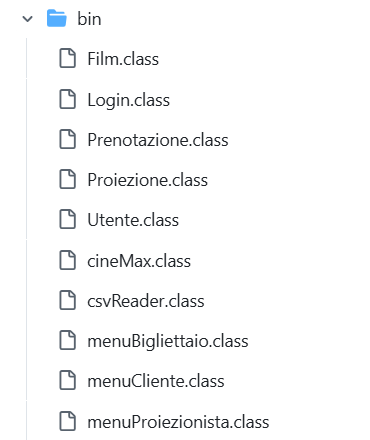 bin
Film.class
Login.class
Prenotazione.class
Proiezione.class
Utente.class
cineMax.class
csvReader.class
menuBigliettaio.class
menuCliente.class
menuProiezionista.class